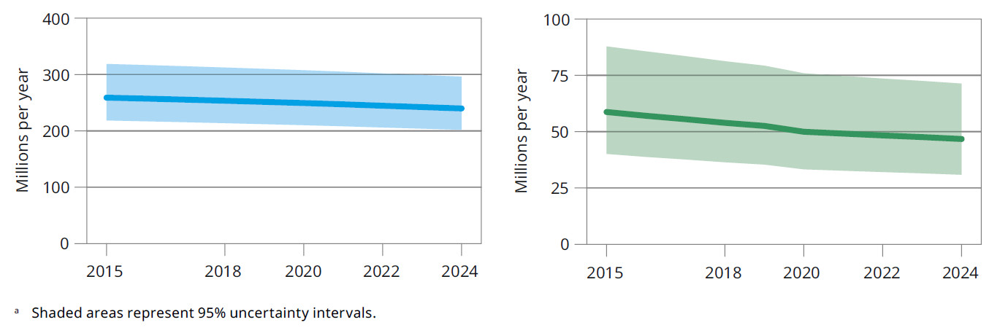 400
300
200
100
0
Millions per year
2015 2018 2020 2022 2024
100
75
50
25
0
Millions per year
2015 2018 2020 2022 2024
a Shaded areas represent 95% uncertainty intervals.